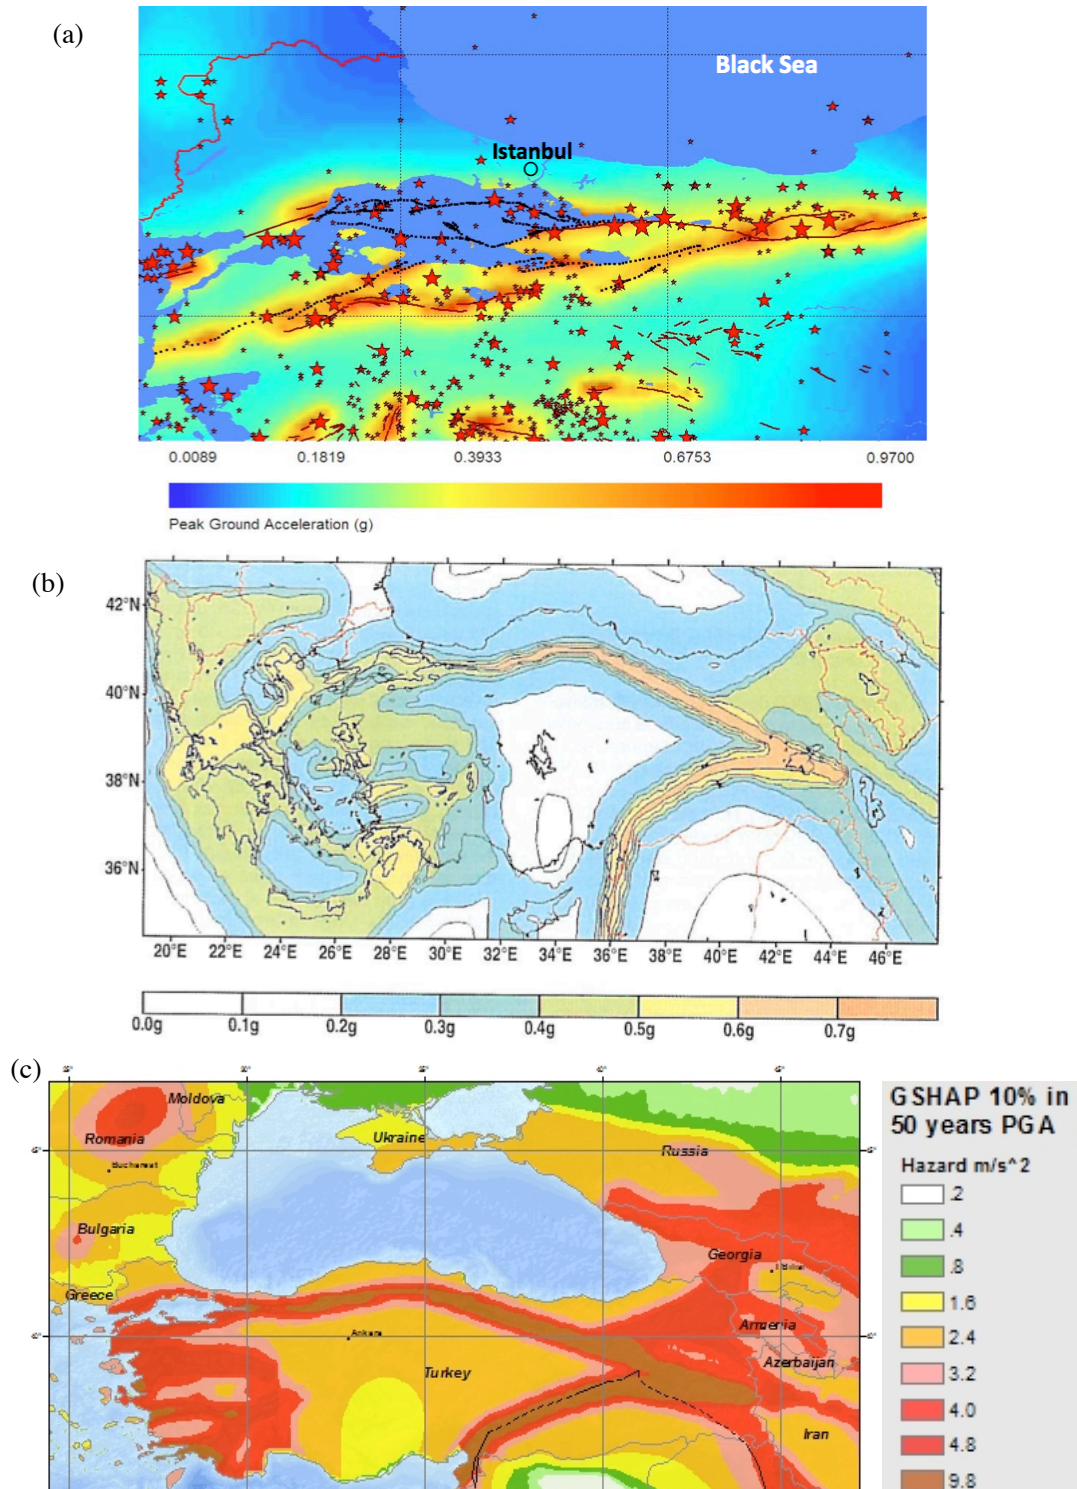 (a)
Black Sea
Istanbul
0.0089 0.1819 0.3933 0.6753 0.9700
Peak Ground Acceleration (g)
(b)
42°N
40°N
38°N
36°N
20°E 22°E 24°E 26°E 28°E 30°E 32°E 34°E 36°E 38°E 40°E 42°E 44°E 46°E
0.0g 0.1g 0.2g 0.3g 0.4g 0.5g 0.6g 0.7g
(c)
Moldova
Romania
Ukraine
Bucharest
Russia
Bulgaria
Georgia
Greece
Armenia
Ankara
Azerbaijan
Turkey
Iran
GSHAP 10% in
50 years PGA
Hazard m/s^2
.2
.4
.8
1.6
2.4
3.2
4.0
4.8
9.8